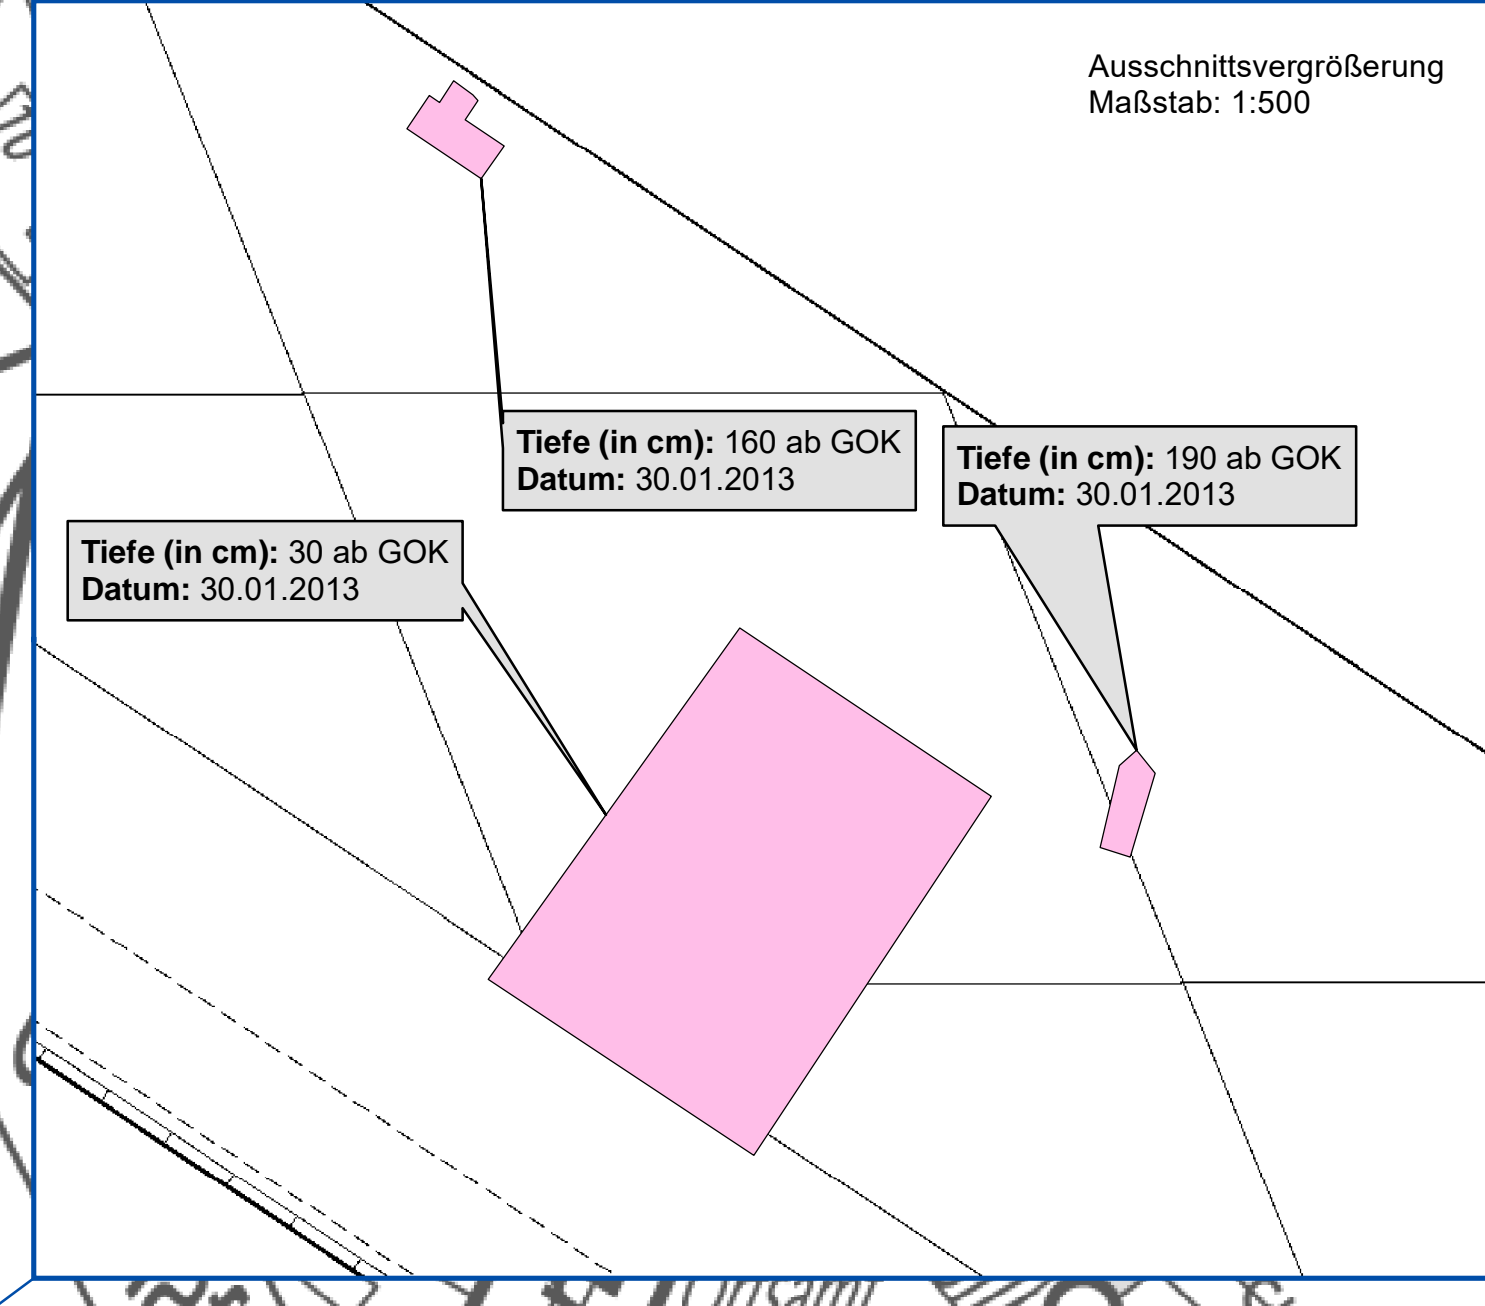 Ausschnittsvergrößerung
Maßstab: 1:500
Tiefe (in cm): 160 ab GOK
Datum: 30.01.2013
Tiefe (in cm): 190 ab GOK
Datum: 30.01.2013
Tiefe (in cm): 30 ab GOK
Datum: 30.01.2013